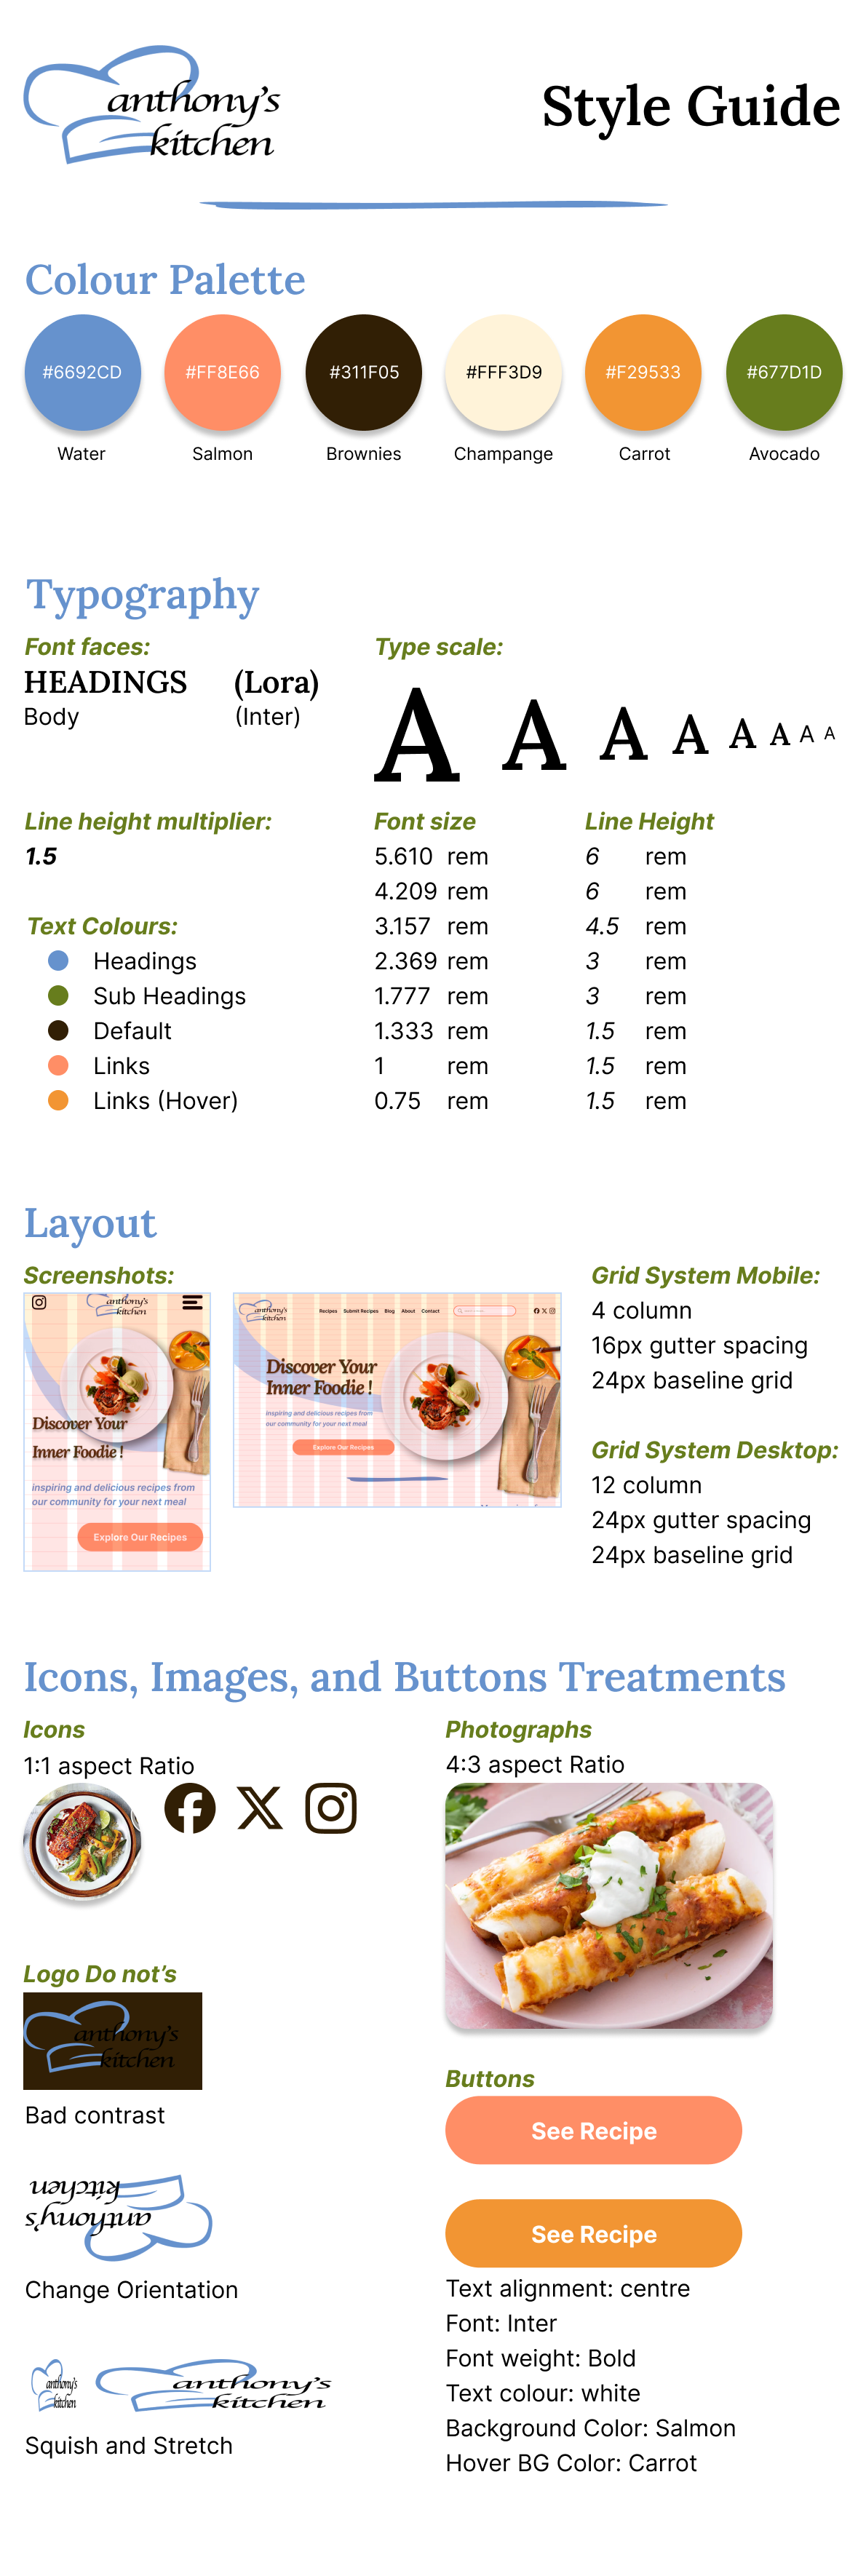 anthony's
kitchen
Style Guide
Colour Palette
#6692CD
#FF8E66
#311F05
#FFF3D9
#F29533
#677D1D
Water
Salmon
Brownies
Champange
Carrot
Avocado
Typography
Font faces:
HEADINGS (Lora)
Body (Inter)
Type scale:
A A A A A A A A
Line height multiplier:
1.5
Text Colours:
Headings
Sub Headings
Default
Links
Links (Hover)
Font size
5.610 rem
4.209 rem
3.157 rem
2.369 rem
1.777 rem
1.333 rem
1 rem
0.75 rem
Line Height
6 rem
6 rem
4.5 rem
3 rem
3 rem
1.5 rem
1.5 rem
1.5 rem
Layout
Screenshots:
anthony's
kitchen
Discover Your
Inner Foodie !
inspiring and delicious recipes from
our community for your next meal
Explore Our Recipes
anthony's
kitchen
Recipes Submit Recipes Blog About Contact
Discover Your
Inner Foodie !
Inspiring and delicious recipes from
our community for your next meal
Explore Our Recipes
Grid System Mobile:
4 column
16px gutter spacing
24px baseline grid
Grid System Desktop:
12 column
24px gutter spacing
24px baseline grid
Icons, Images, and Buttons Treatments
Icons
1:1 aspect Ratio
Logo Do not's
anthony's
kitchen
Bad contrast
anthony's
kitchen
Change Orientation
anthony's
kitchen
anthony's
kitchen
Squish and Stretch
Photographs
4:3 aspect Ratio
Buttons
See Recipe
See Recipe
Text alignment: centre
Font: Inter
Font weight: Bold
Text colour: white
Background Color: Salmon
Hover BG Color: Carrot